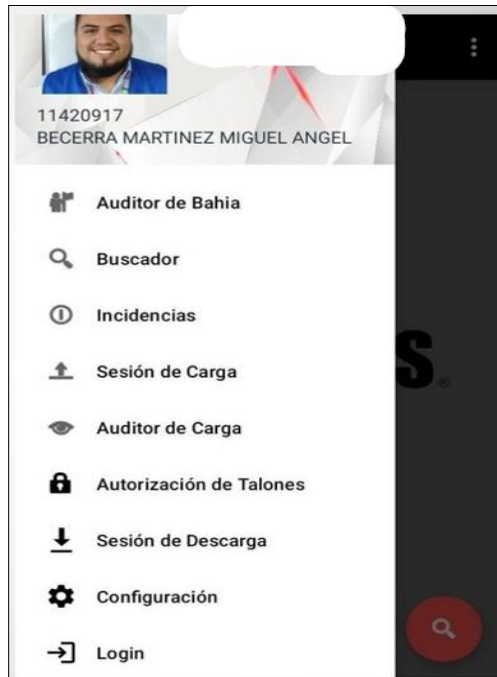 11420917
BECERRA MARTINEZ MIGUEL ANGEL
Auditor de Bahia
Buscador
Incidencias
Sesión de Carga
S®
Auditor de Carga
Autorización de Talones
Sesión de Descarga
Configuración
Login